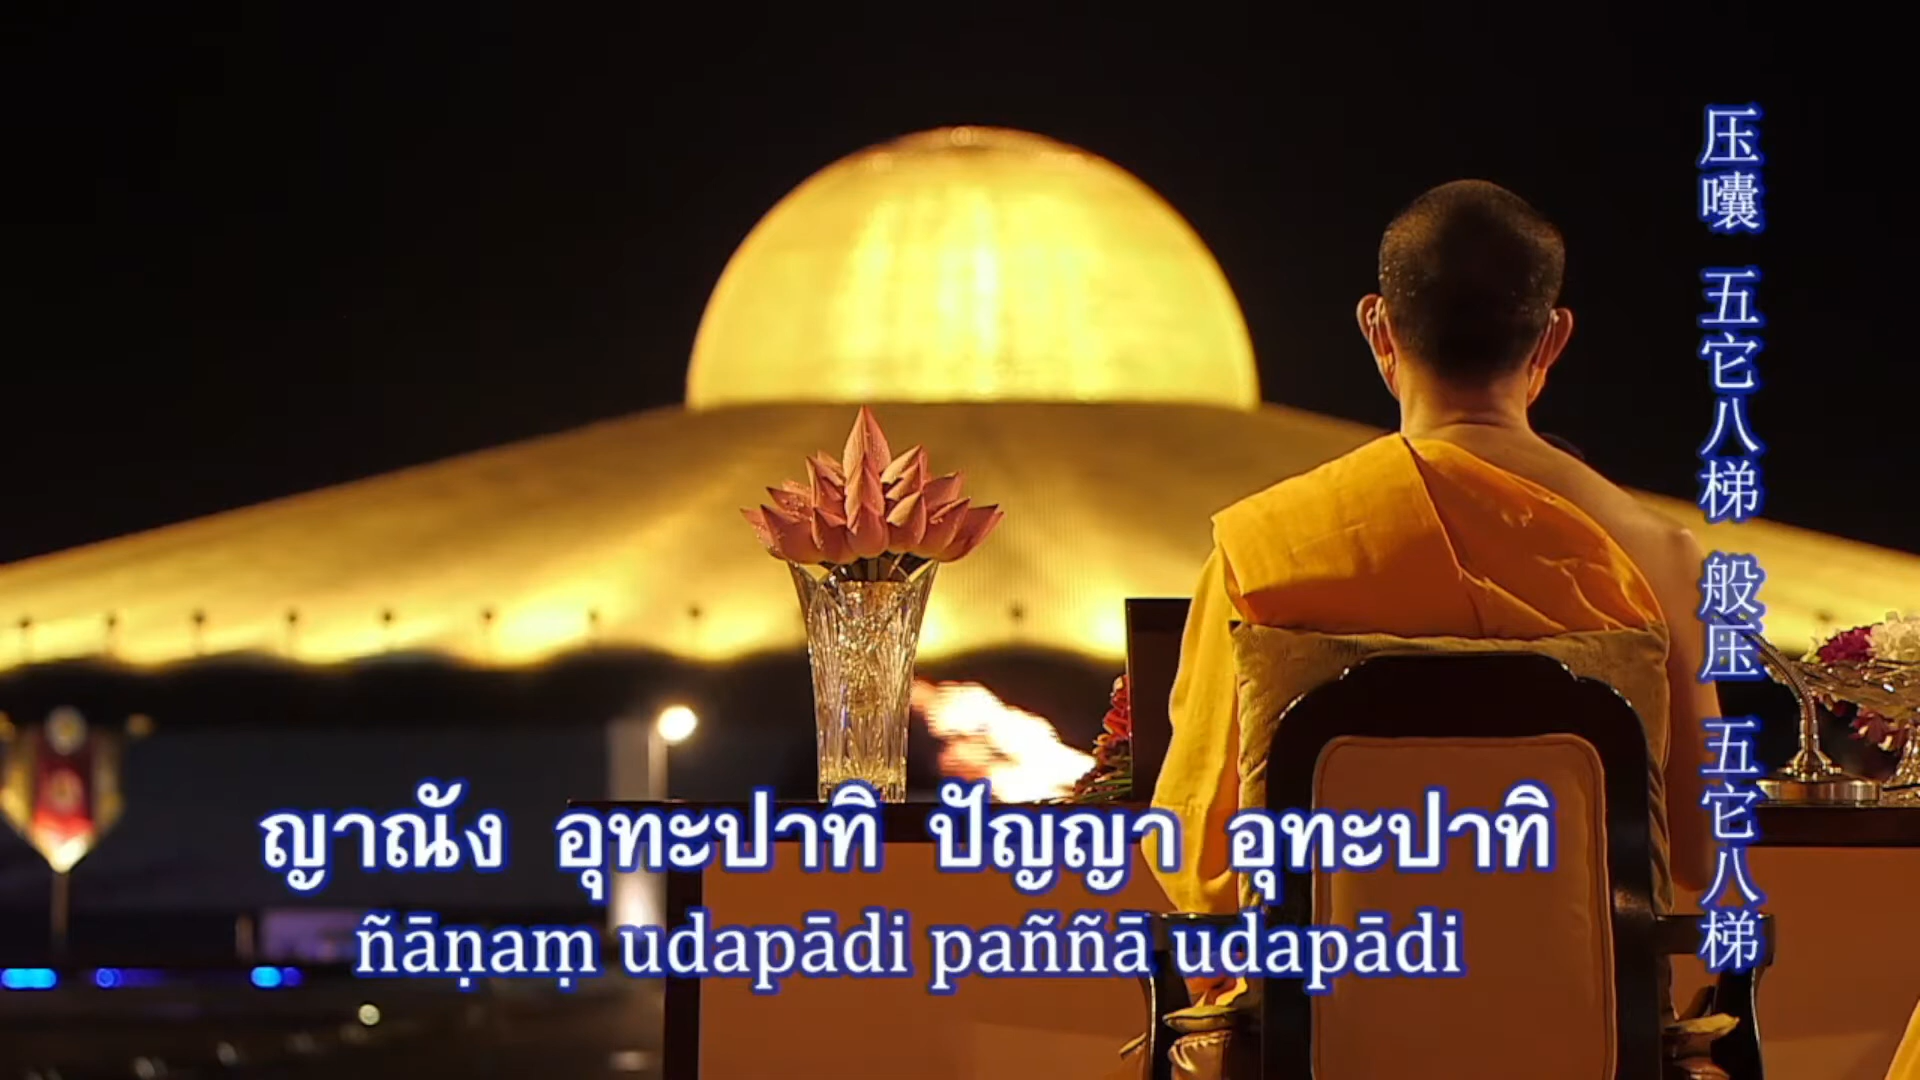 ญาณัง อุทะปาทิ ปัญญา อุทะปาทิ
ñāṇaṃ udapādi paññā udapādi
压囔 五它八梯 般压 五它八梯